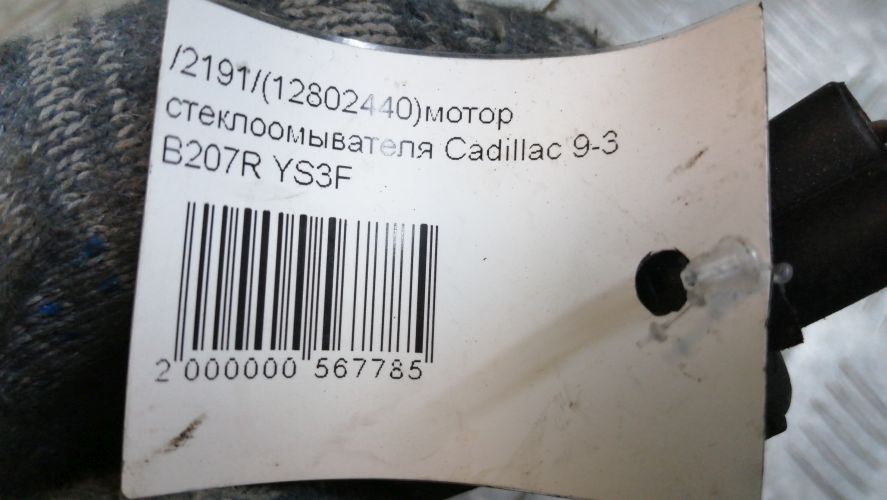 /2191/(12802440)мотор
стеклоомывателя Cadillac 9-3
B207R YS3F
2 000000 567785